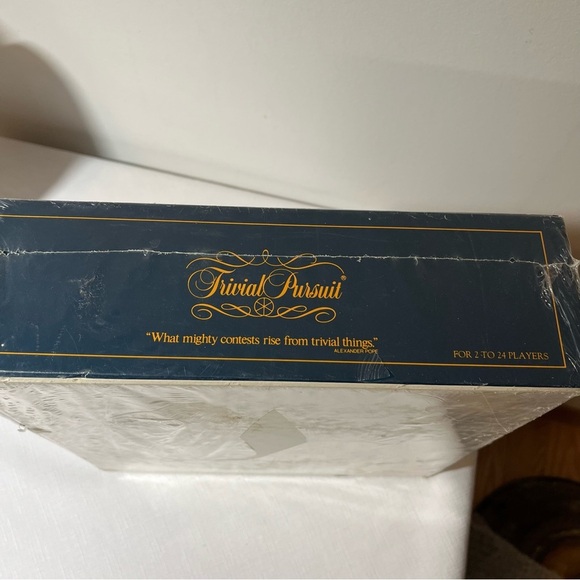 Trivial Pursuit®
“What mighty contests rise from trivial things.”
ALEXANDER POPE
FOR 2 TO 24 PLAYERS